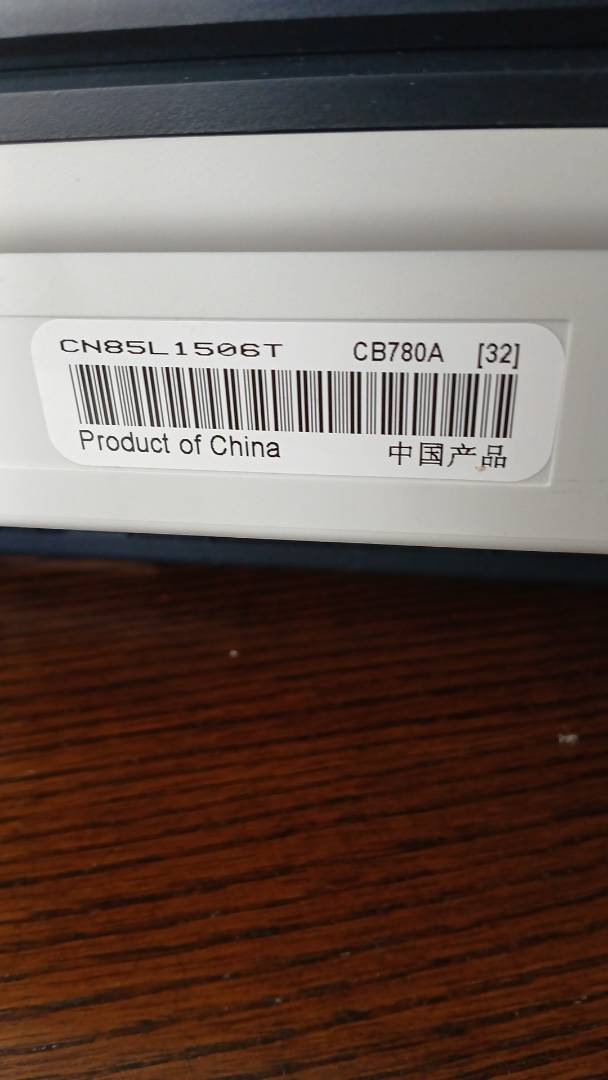 CN85L1506T CB780A [32]
Product of China 中国产品